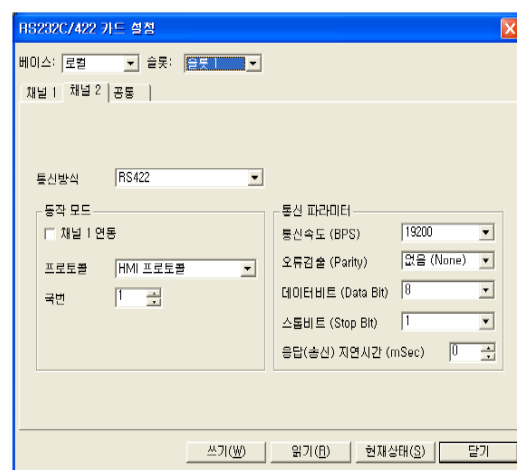 RS232C/422 카드 설정
베이스: 로컬 슬롯: 슬롯 1
채널 1 채널 2 공통
통신방식 RS422
동작 모드
채널 1 연동
프로토콜 HMI 프로토콜
국번 1
통신 파라미터
통신속도 (BPS) 19200
오류검출 (Parity) 없음 (None)
데이터비트 (Data Bit) 8
스톱비트 (Stop Bit) 1
응답(송신) 지연시간 (mSec) 0
쓰기(W) 읽기(R) 현재상태(S) 닫기